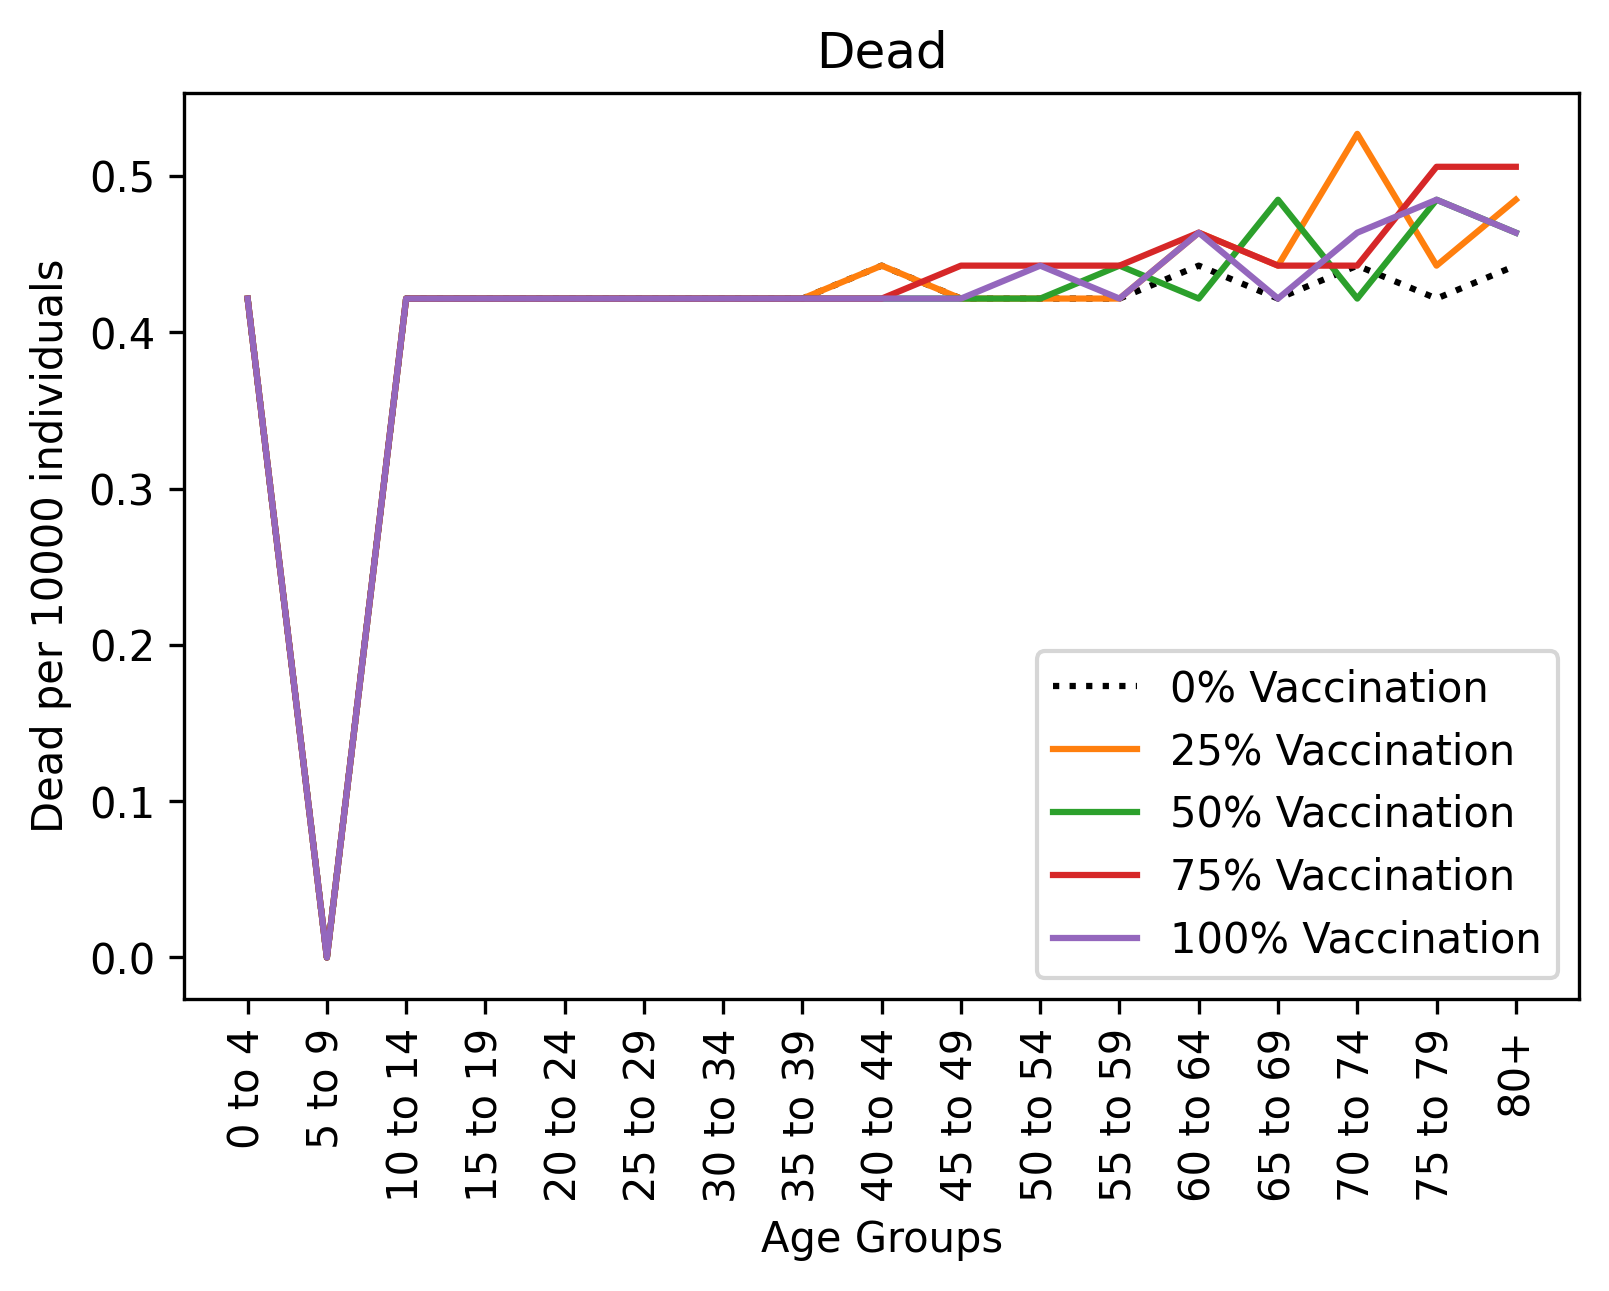 Dead
Dead per 10000 individuals
0.5
0.4
0.3
0.2
0.1
0.0
0% Vaccination
25% Vaccination
50% Vaccination
75% Vaccination
100% Vaccination
0 to 4
5 to 9
10 to 14
15 to 19
20 to 24
25 to 29
30 to 34
35 to 39
40 to 44
45 to 49
50 to 54
55 to 59
60 to 64
65 to 69
70 to 74
75 to 79
80+
Age Groups